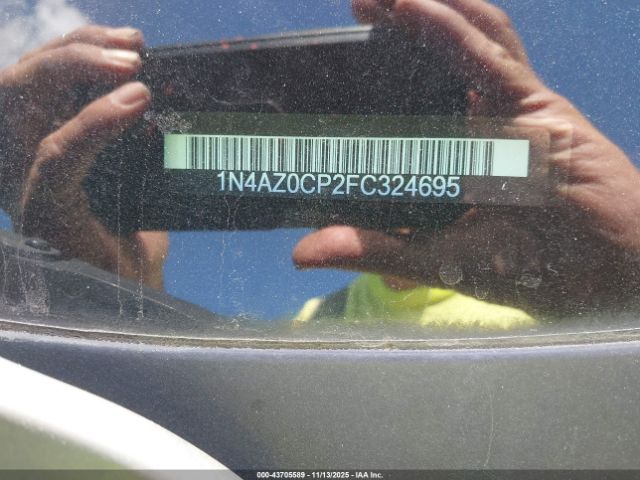 1N4AZ0CP2FC324695
000-43705589 - 11/13/2025 - IAA Inc.